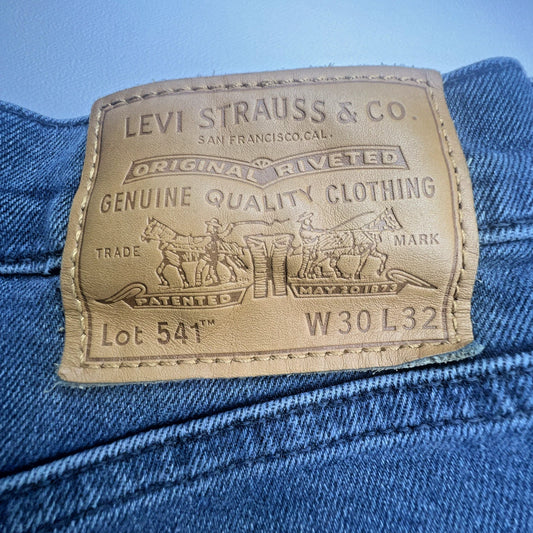 LEVI STRAUSS & CO.
SAN FRANCISCO, CAL.
ORIGINAL RIVETED
GENUINE QUALITY CLOTHING
TRADE MARK
PATENTED MAY 20 1873
Lot 541™ W30 L32